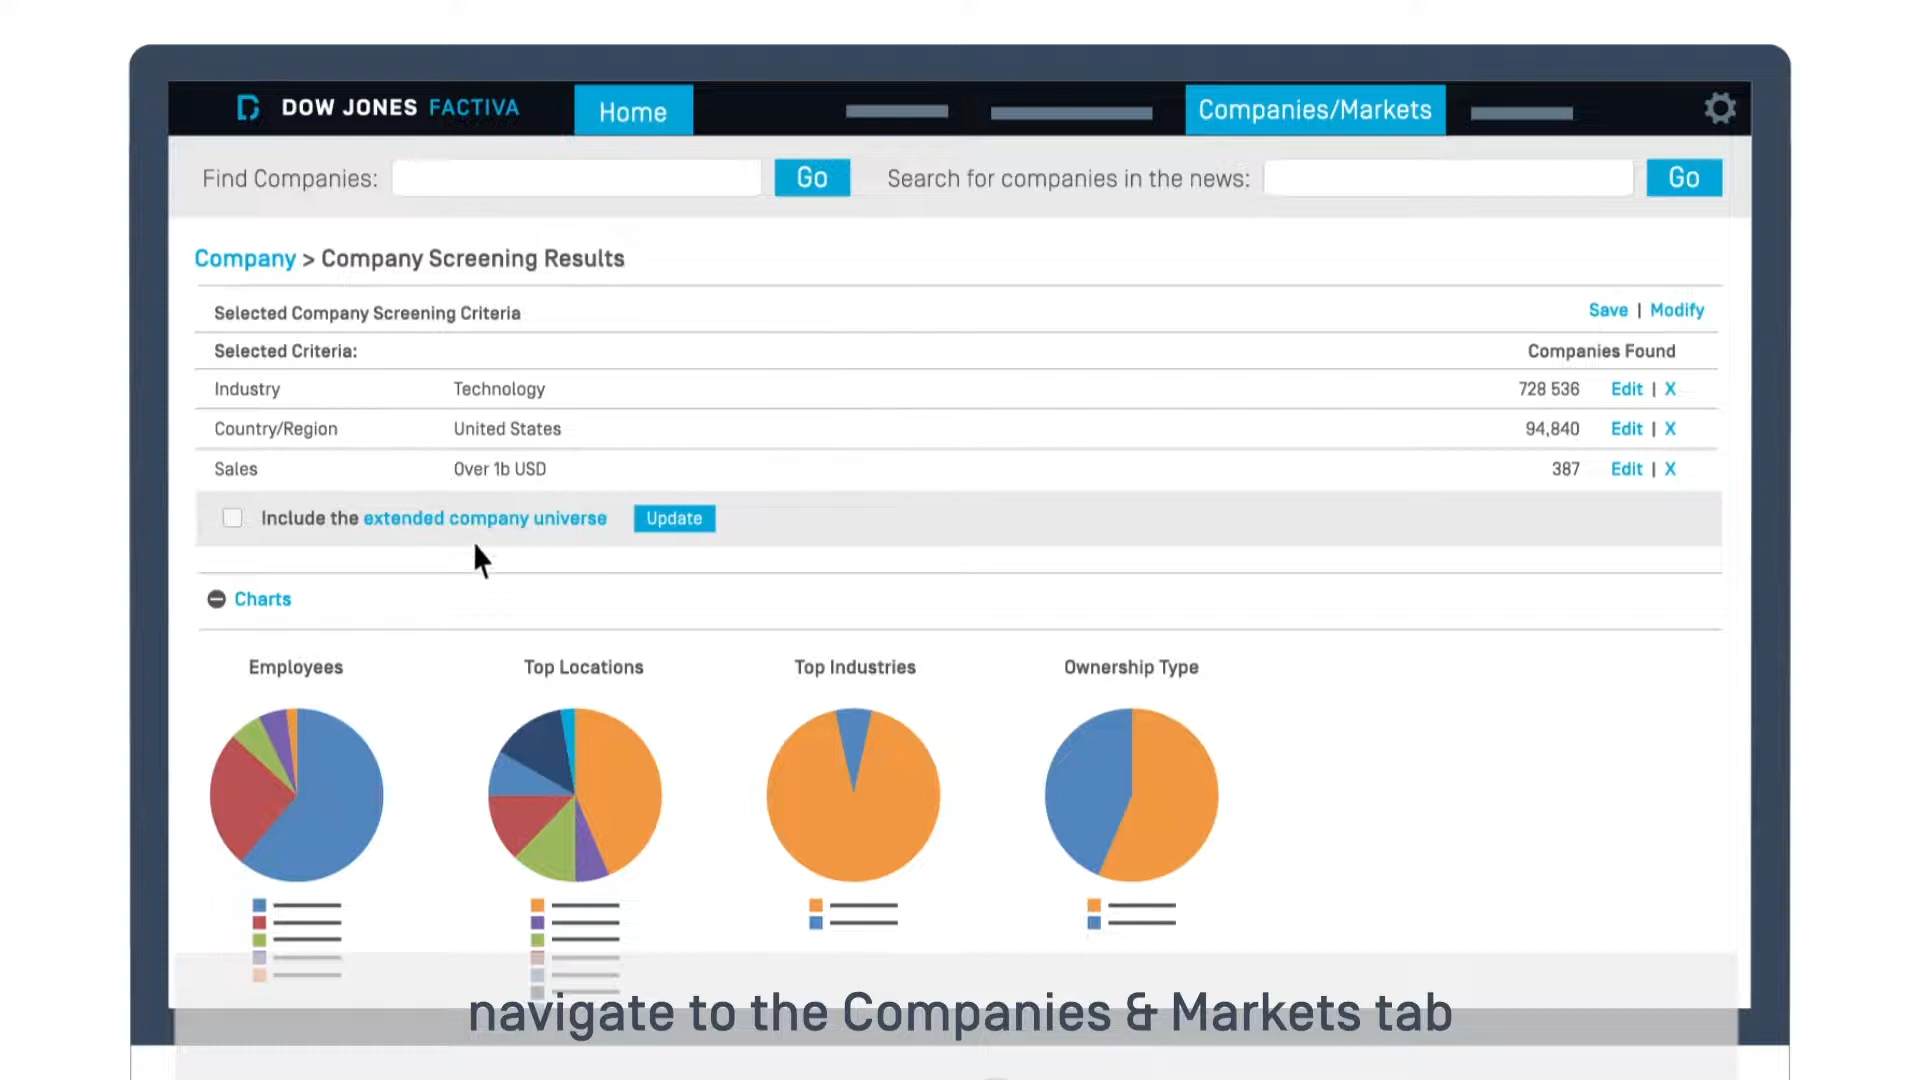 DOW JONES FACTIVA Home Companies/Markets
Find Companies: Go Search for companies in the news: Go
Company > Company Screening Results
Selected Company Screening Criteria Save | Modify
Selected Criteria: Companies Found
Industry Technology 728 536 Edit | X
Country/Region United States 94,840 Edit | X
Sales Over 1b USD 387 Edit | X
Include the extended company universe Update
Charts
Employees Top Locations Top Industries Ownership Type
navigate to the Companies & Markets tab